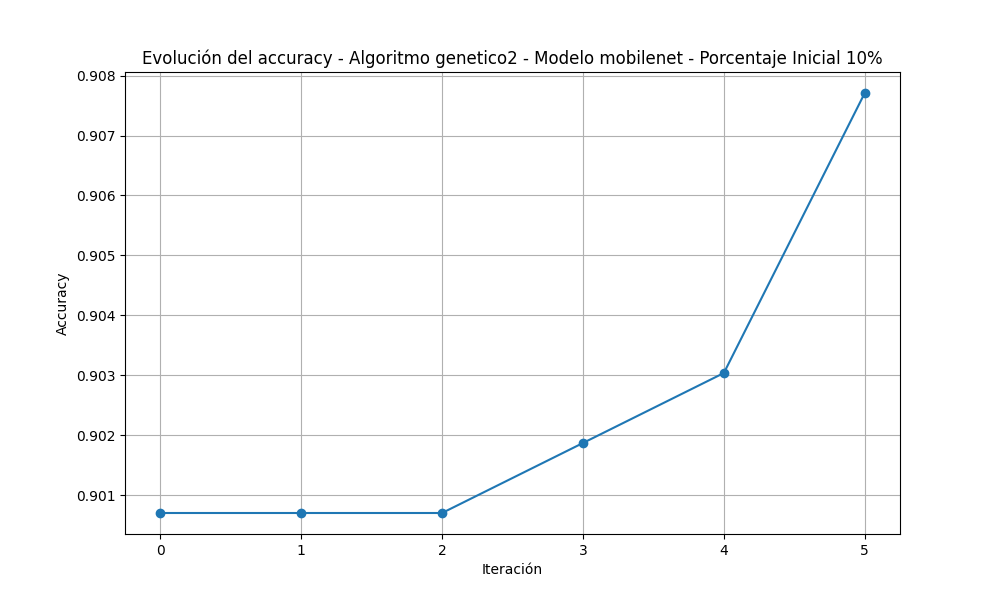 Evolución del accuracy - Algoritmo genetico2 - Modelo mobilenet - Porcentaje Inicial 10%
0.908
0.907
0.906
0.905
0.904
0.903
0.902
0.901
Accuracy
0 1 2 3 4 5
Iteración